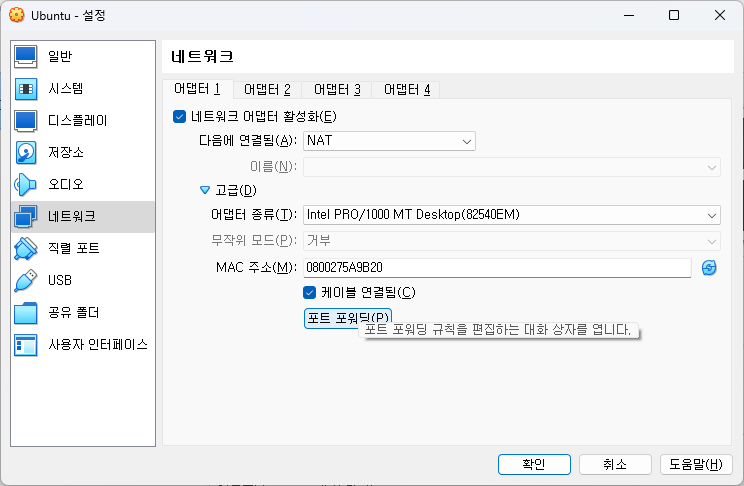 Ubuntu - 설정
일반
시스템
디스플레이
저장소
오디오
네트워크
직렬 포트
USB
공유 폴더
사용자 인터페이스
네트워크
어댑터 1 어댑터 2 어댑터 3 어댑터 4
네트워크 어댑터 활성화(E)
다음에 연결됨(A): NAT
이름(N):
고급(D)
어댑터 종류(T): Intel PRO/1000 MT Desktop(82540EM)
무작위 모드(P): 거부
MAC 주소(M): 0800275A9B20
케이블 연결됨(C)
포트 포워딩(P)
포트 포워딩 규칙을 편집하는 대화 상자를 엽니다.
확인 취소 도움말(H)